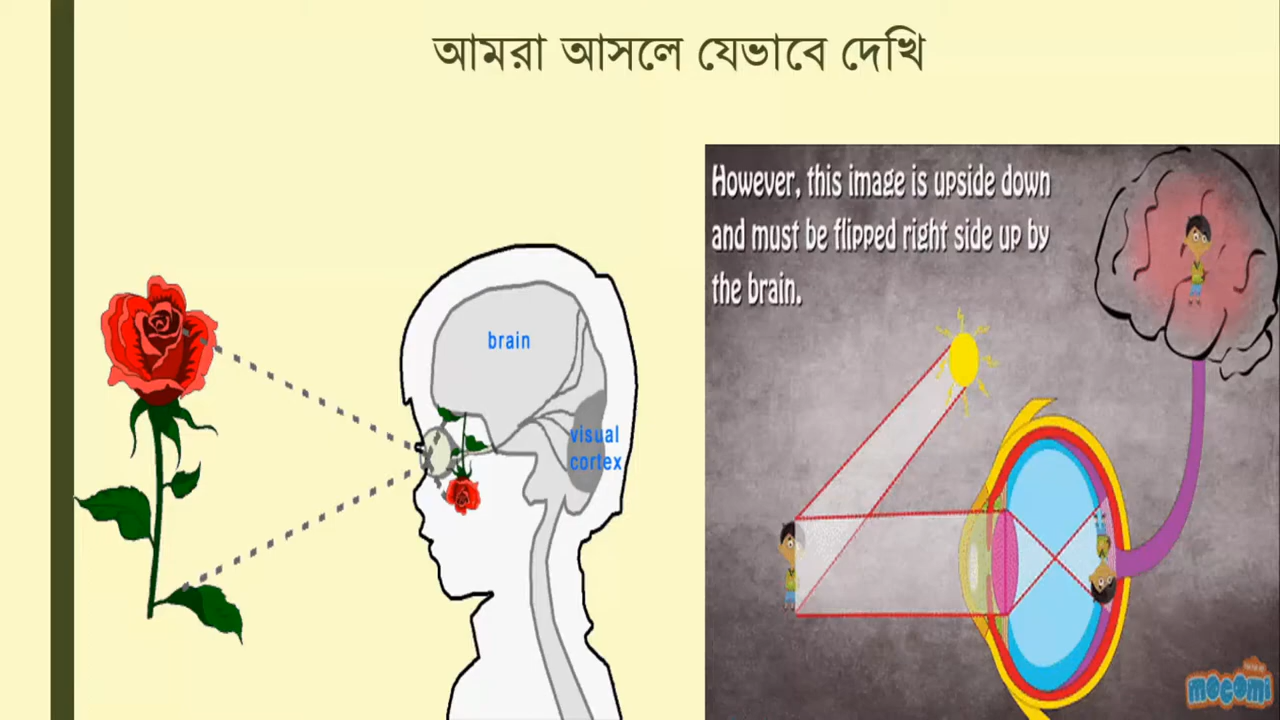 আমরা আসলে যেভাবে দেখি
However, this image is upside down
and must be flipped right side up by
the brain.
brain
visual
cortex
mocomi